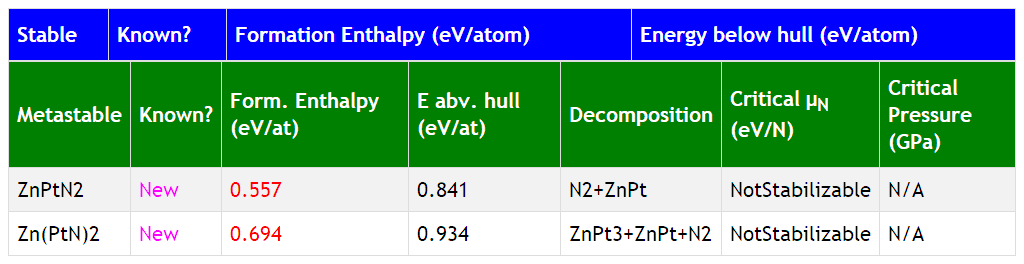 Stable Known? Formation Enthalpy (eV/atom) Energy below hull (eV/atom)
Metastable Known? Form. Enthalpy (eV/at) E abv. hull (eV/at) Decomposition Critical μN (eV/N) Critical Pressure (GPa)
ZnPtN2 New 0.557 0.841 N2+ZnPt NotStabilizable N/A
Zn(PtN)2 New 0.694 0.934 ZnPt3+ZnPt+N2 NotStabilizable N/A